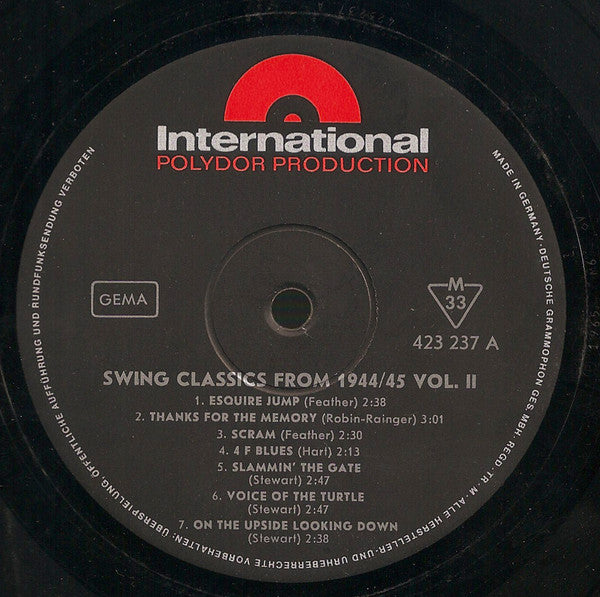 International
POLYDOR PRODUCTION
GEMA
M
33
423 237 A
SWING CLASSICS FROM 1944/45 VOL. II
1. ESQUIRE JUMP (Feather) 2:38
2. THANKS FOR THE MEMORY (Robin-Rainger) 3:01
3. SCRAM (Feather) 2:30
4. 4 F BLUES (Hart) 2:13
5. SLAMMIN' THE GATE
(Stewart) 2:47
6. VOICE OF THE TURTLE
(Stewart) 2:47
7. ON THE UPSIDE LOOKING DOWN
(Stewart) 2:38
MADE IN GERMANY · DEUTSCHE GRAMMOPHON GES. MBH · REGD. TR. M. · ALLE HERSTELLER- UND URHEBERRECHTE VORBEHALTEN · ÜBERSPIELUNG, ÖFFENTLICHE AUFFÜHRUNG UND RUNDFUNKSENDUNG VERBOTEN